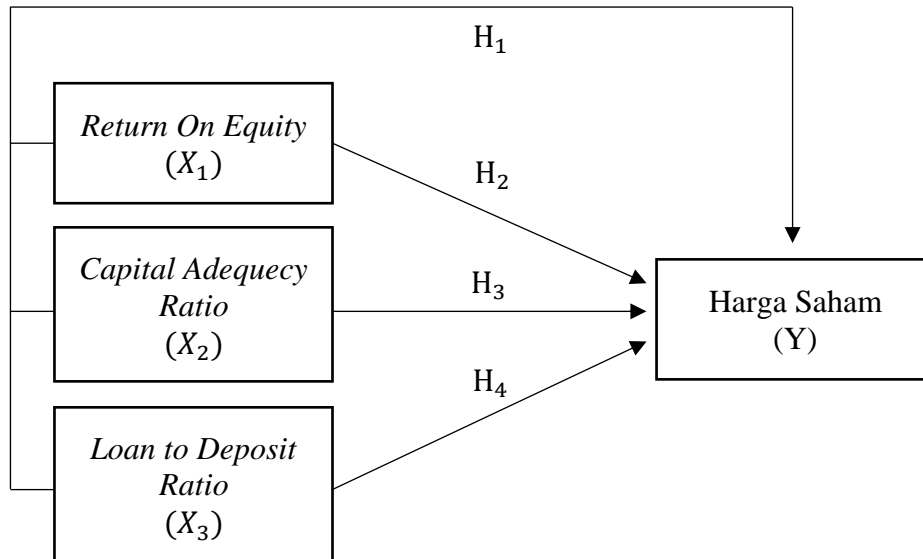 H₁
Return On Equity
(X₁)
H₂
Capital Adequecy
Ratio
(X₂)
H₃
Harga Saham
(Y)
H₄
Loan to Deposit
Ratio
(X₃)